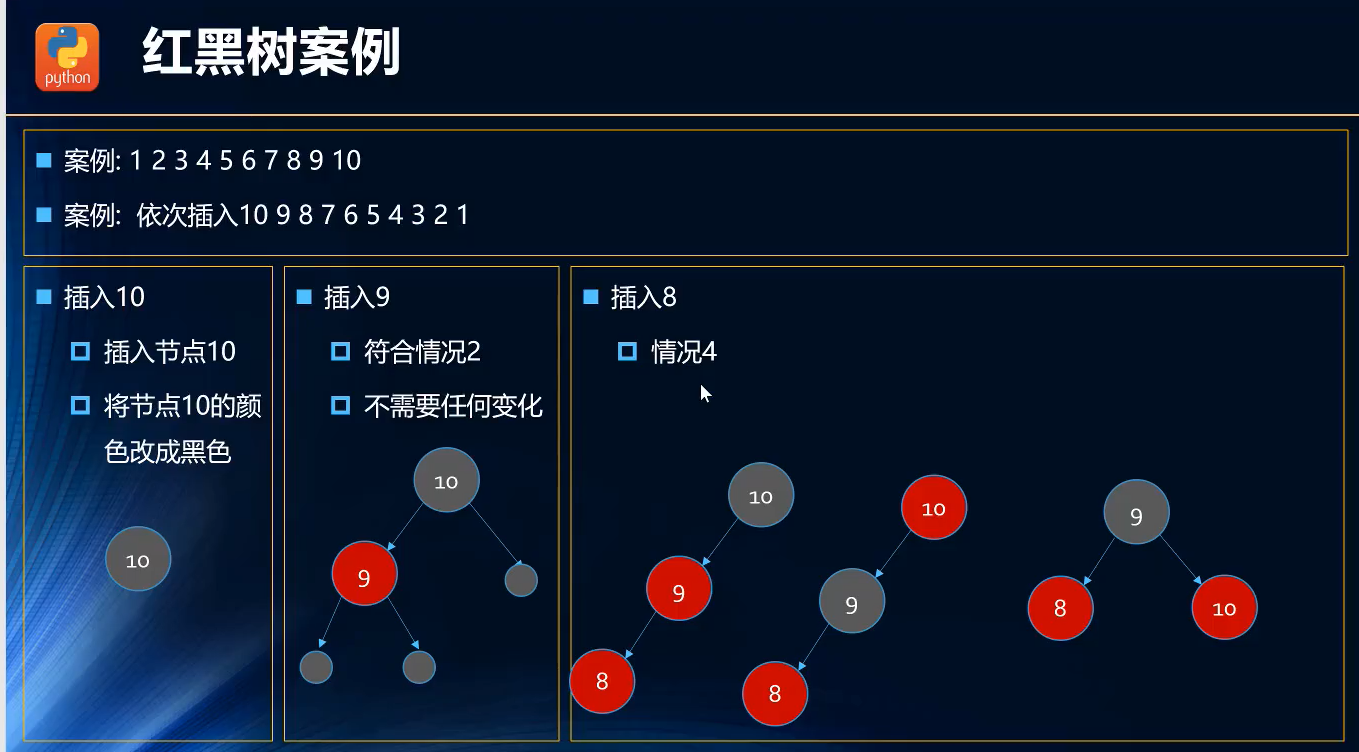 python
红黑树案例
案例: 1 2 3 4 5 6 7 8 9 10
案例: 依次插入10 9 8 7 6 5 4 3 2 1
插入10
插入节点10
将节点10的颜
色改成黑色
10
插入9
符合情况2
不需要任何变化
10
9
插入8
情况4
10
9
8
10
9
8
9
8
10